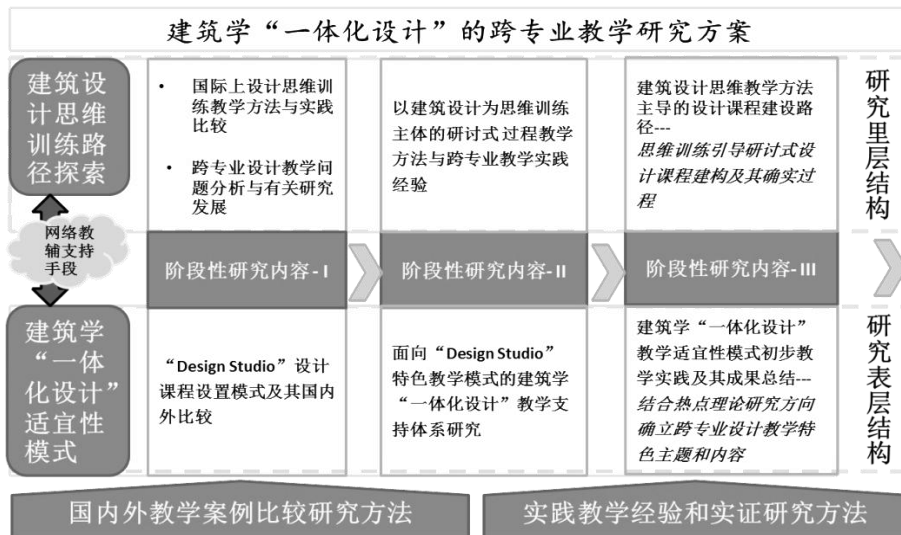 建筑学“一体化设计”的跨专业教学研究方案
建筑设
计思维
训练路
径探索
• 国际上设计思维训
练教学方法与实践
比较
• 跨专业设计教学问
题分析与有关研究
发展
以建筑设计为思维训练
主体的研讨式过程教学
方法与跨专业教学实践
经验
建筑设计思维教学方法
主导的设计课程建设路
径---
思维训练引导研讨式设
计课程建构及其确实过
程
研究里层结构
网络教
辅支持
手段
阶段性研究内容-I
阶段性研究内容-II
阶段性研究内容-III
建筑学
“一体
化设计”
适宜性
模式
“Design Studio”设计
课程设置模式及其国内
外比较
面向“Design Studio”
特色教学模式的建筑学
“一体化设计”教学支
持体系研究
建筑学“一体化设计”
教学适宜性模式初步教
学实践及其成果总结---
结合热点理论研究方向
确立跨专业设计教学特
色主题和内容
研究表层结构
国内外教学案例比较研究方法
实践教学经验和实证研究方法